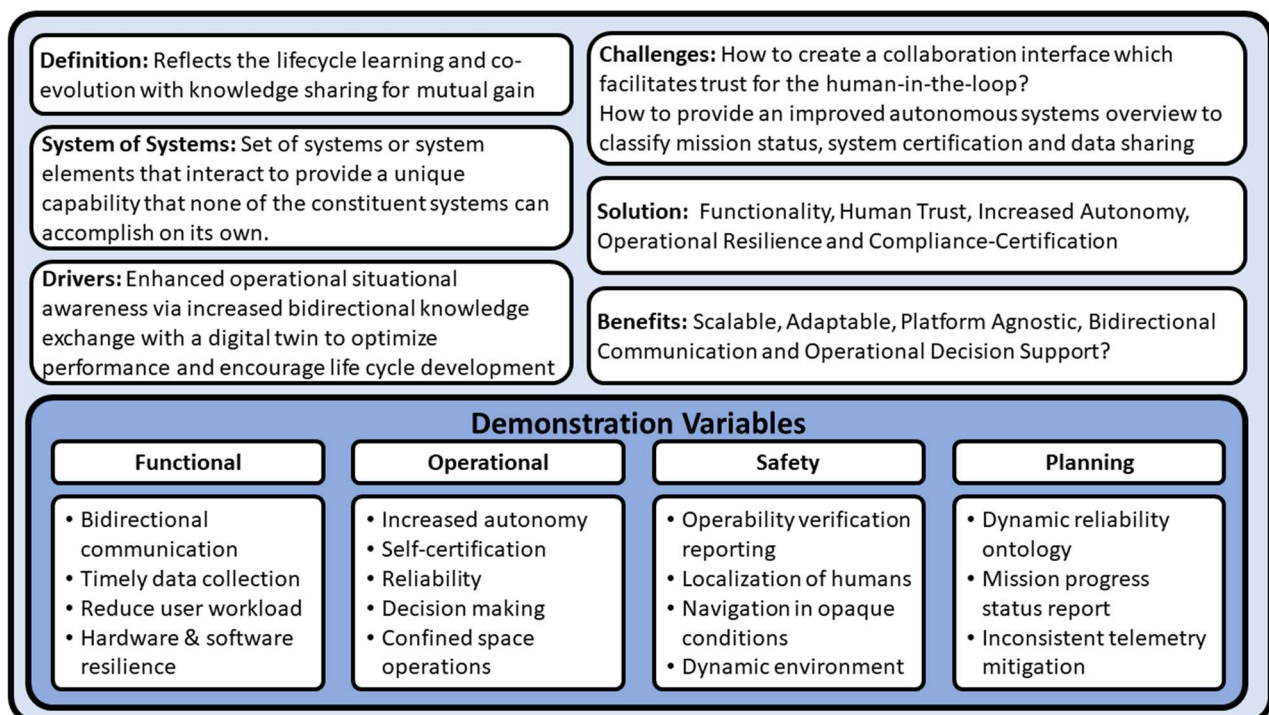 Definition: Reflects the lifecycle learning and co-
evolution with knowledge sharing for mutual gain
System of Systems: Set of systems or system
elements that interact to provide a unique
capability that none of the constituent systems can
accomplish on its own.
Drivers: Enhanced operational situational
awareness via increased bidirectional knowledge
exchange with a digital twin to optimize
performance and encourage life cycle development
Challenges: How to create a collaboration interface which
facilitates trust for the human-in-the-loop?
How to provide an improved autonomous systems overview to
classify mission status, system certification and data sharing
Solution: Functionality, Human Trust, Increased Autonomy,
Operational Resilience and Compliance-Certification
Benefits: Scalable, Adaptable, Platform Agnostic, Bidirectional
Communication and Operational Decision Support?
Demonstration Variables
Functional
• Bidirectional
communication
• Timely data collection
• Reduce user workload
• Hardware & software
resilience
Operational
• Increased autonomy
• Self-certification
• Reliability
• Decision making
• Confined space
operations
Safety
• Operability verification
reporting
• Localization of humans
• Navigation in opaque
conditions
• Dynamic environment
Planning
• Dynamic reliability
ontology
• Mission progress
status report
• Inconsistent telemetry
mitigation